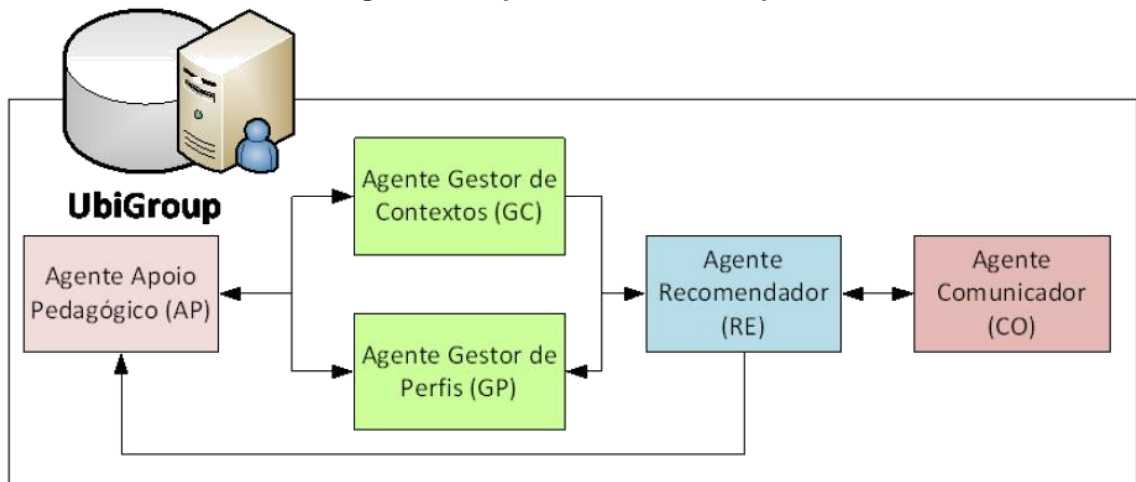 UbiGroup
Agente Apoio
Pedagógico (AP)
Agente Gestor de
Contextos (GC)
Agente Gestor de
Perfis (GP)
Agente
Recomendador
(RE)
Agente
Comunicador
(CO)